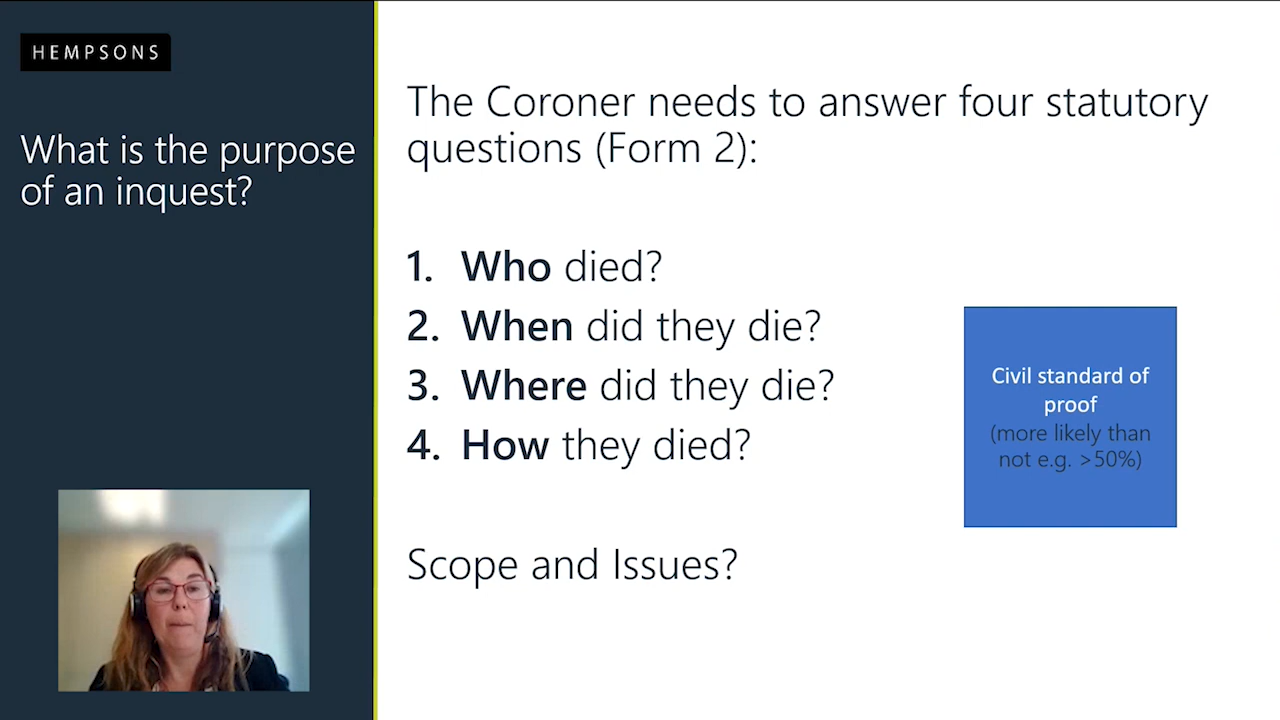 HEMPSONS
What is the purpose
of an inquest?
The Coroner needs to answer four statutory
questions (Form 2):
1. Who died?
2. When did they die?
3. Where did they die?
4. How they died?
Civil standard of
proof
(more likely than
not e.g. >50%)
Scope and Issues?